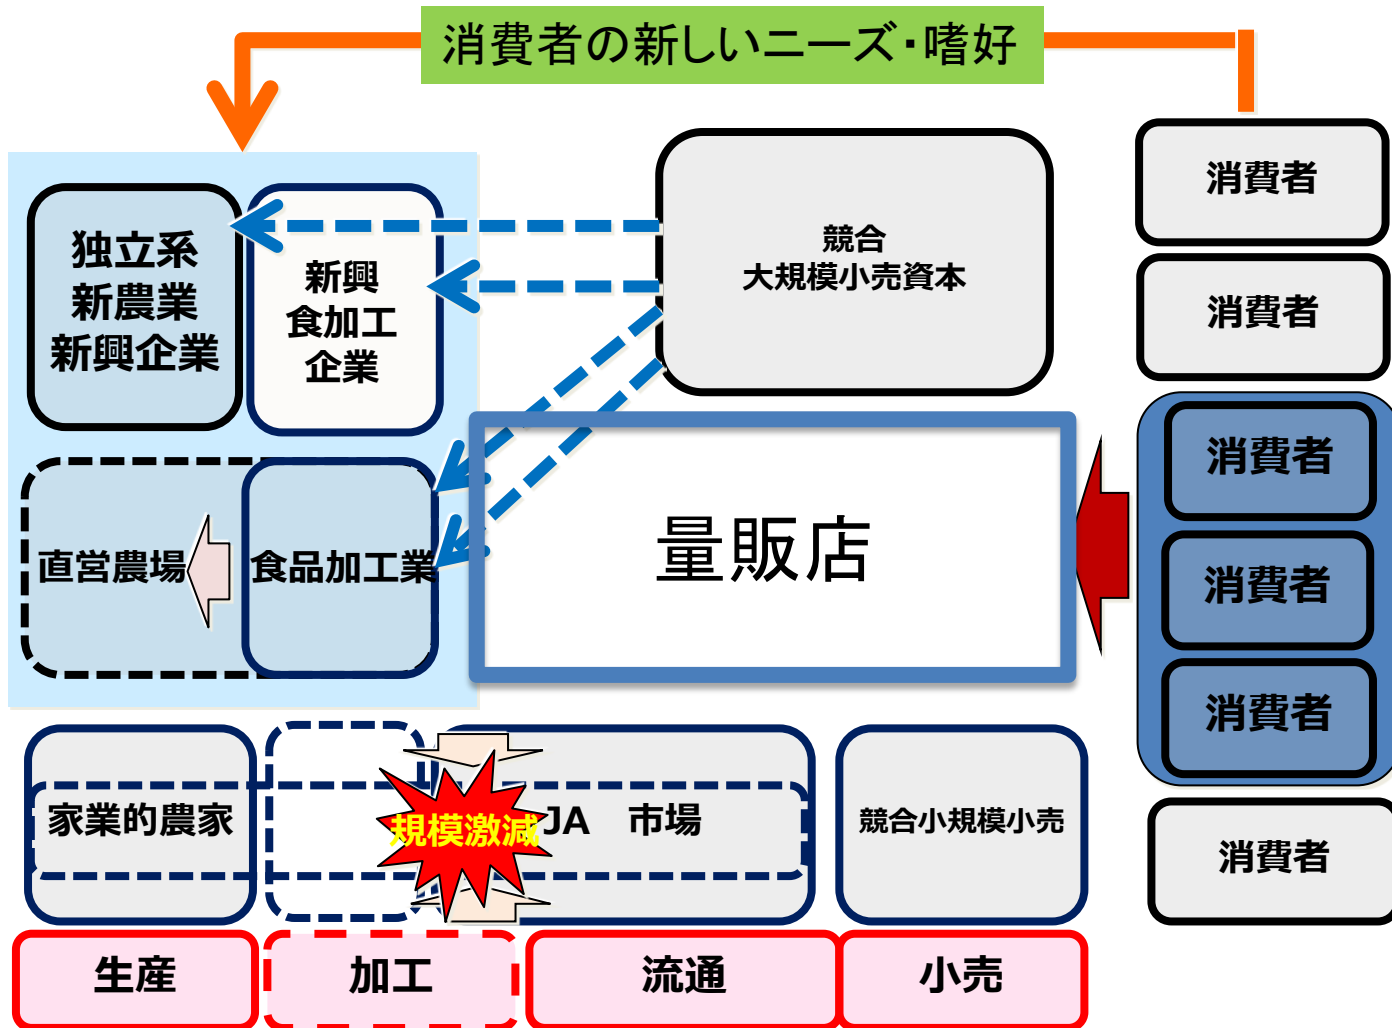 消費者の新しいニーズ・嗜好
独立系
新農業
新興企業
新興
食加工
企業
競合
大規模小売資本
消費者
消費者
消費者
消費者
消費者
消費者
直営農場
食品加工業
量販店
家業的農家
規模激減
JA　市場
競合小規模小売
生産
加工
流通
小売